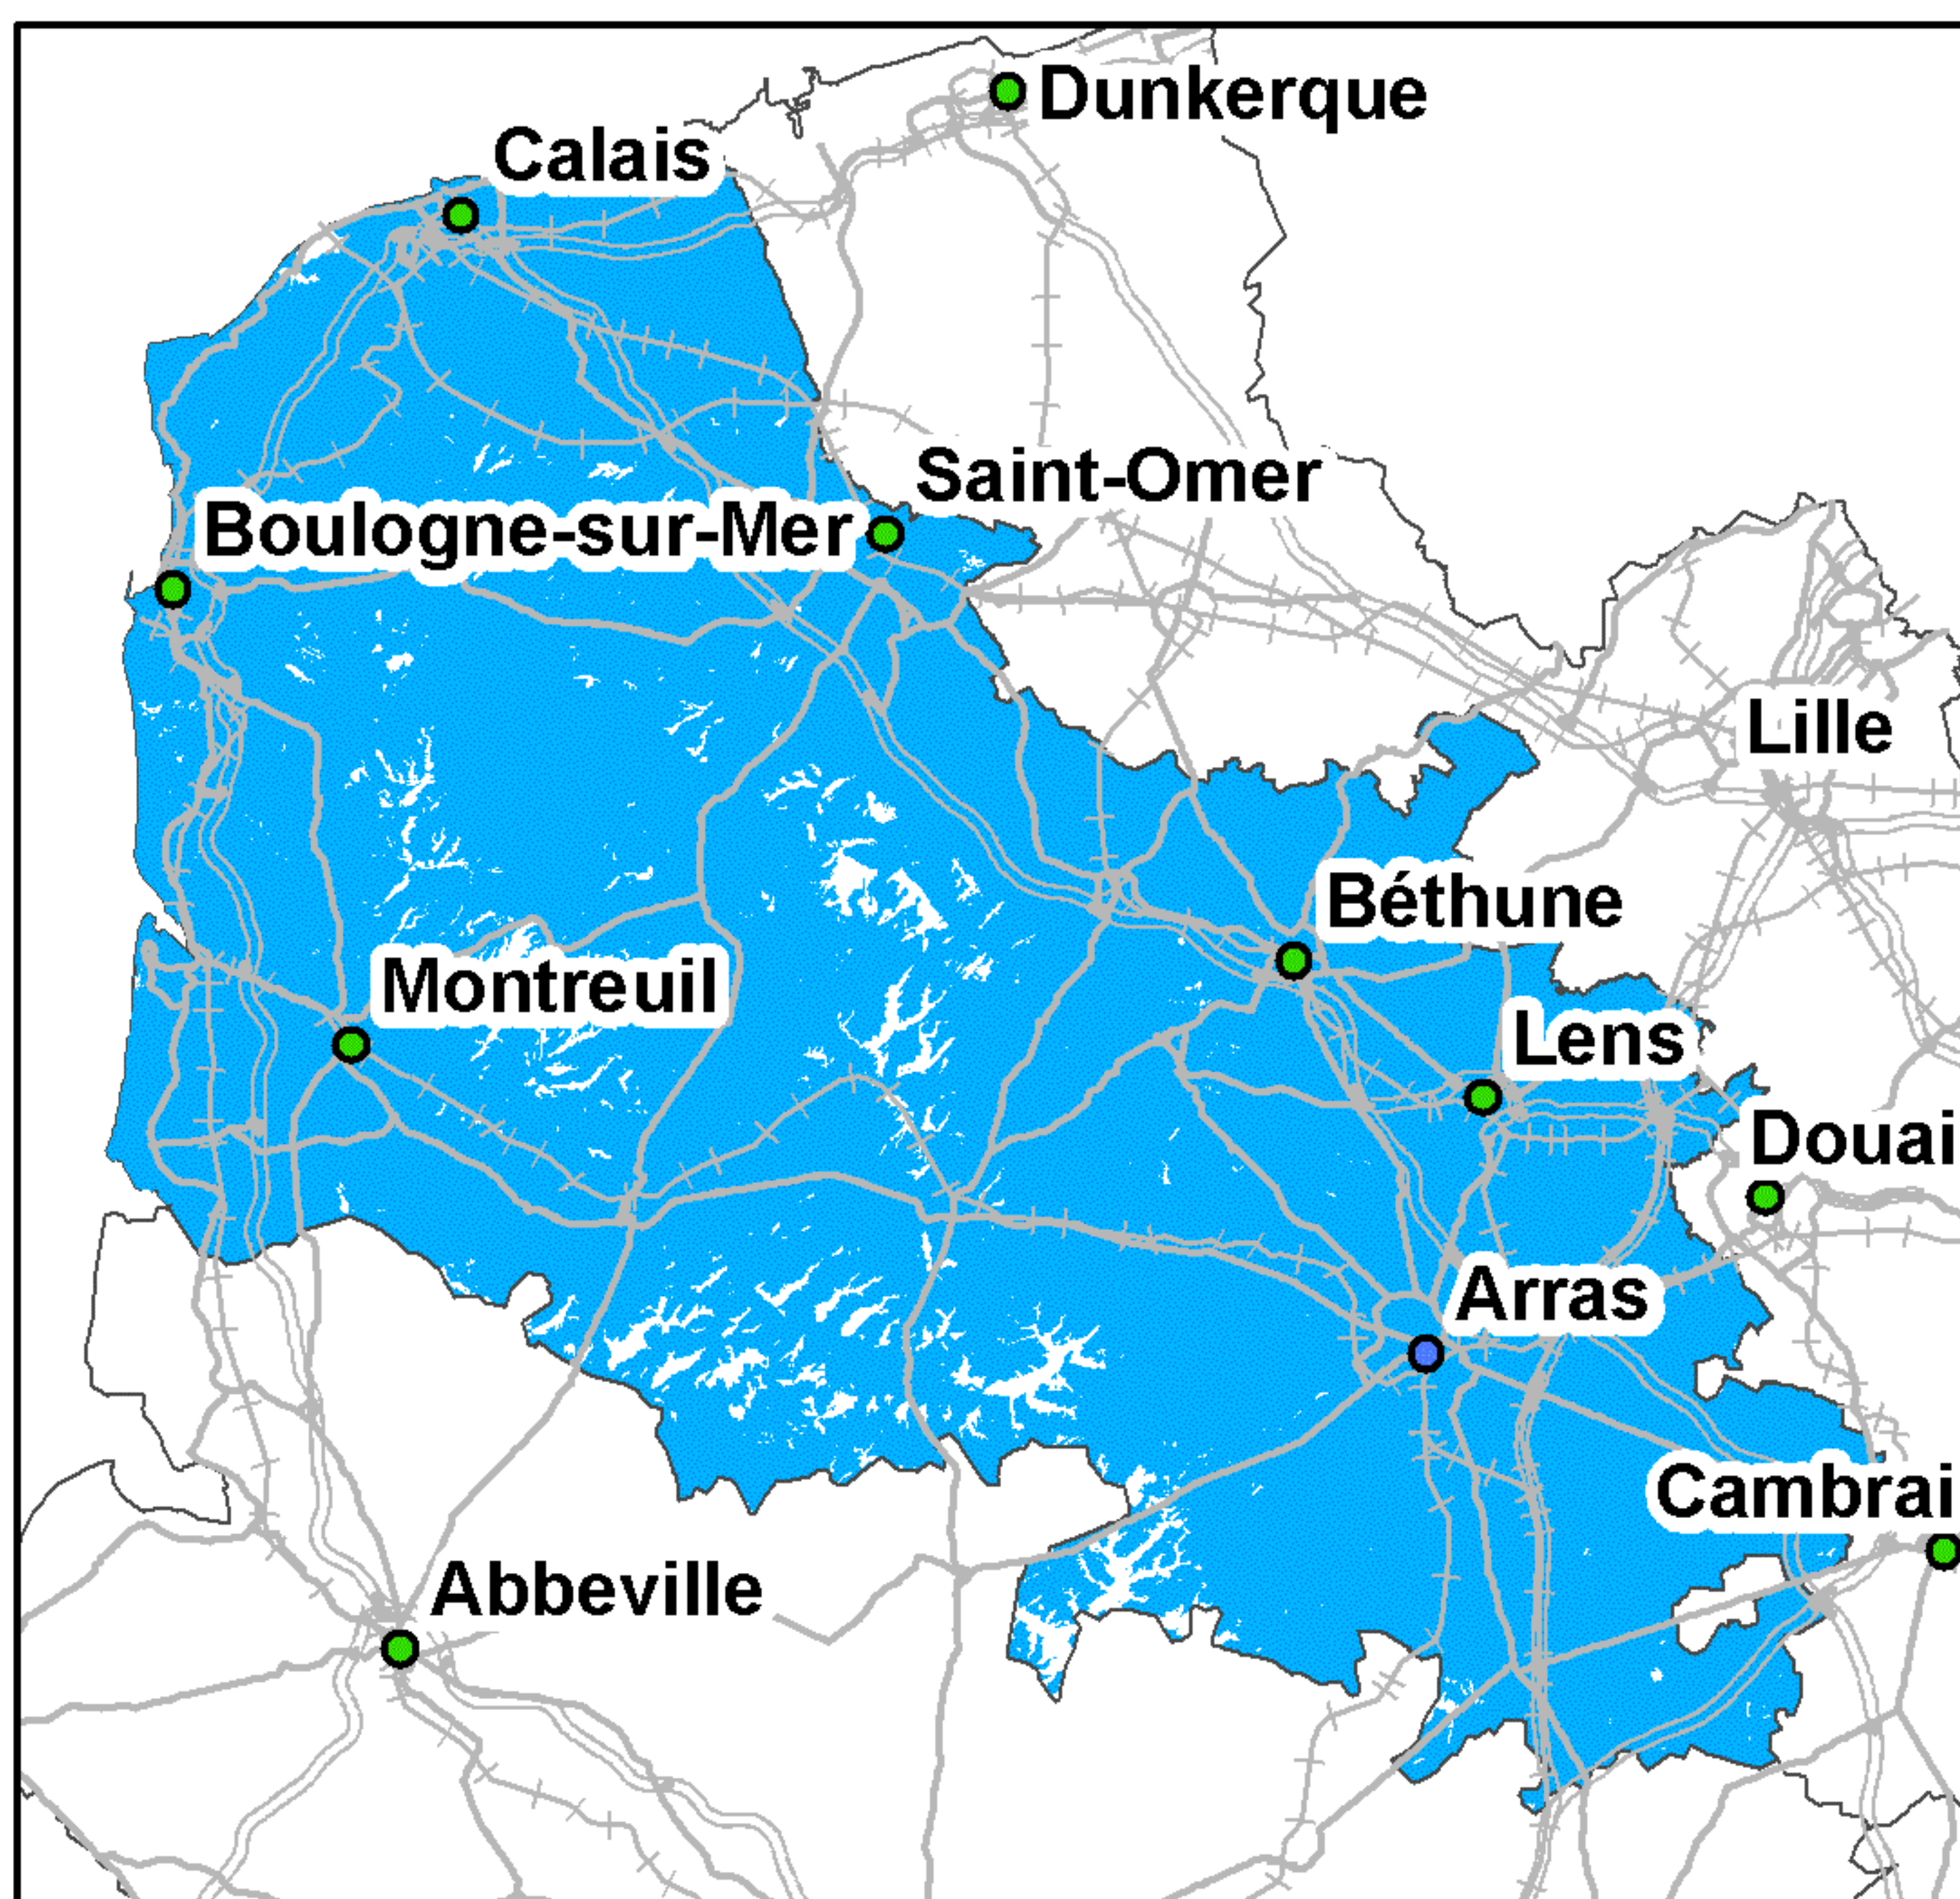 Dunkerque
Calais
Saint-Omer
Boulogne-sur-Mer
Lille
Béthune
Montreuil
Lens
Douai
Arras
Cambrai
Abbeville